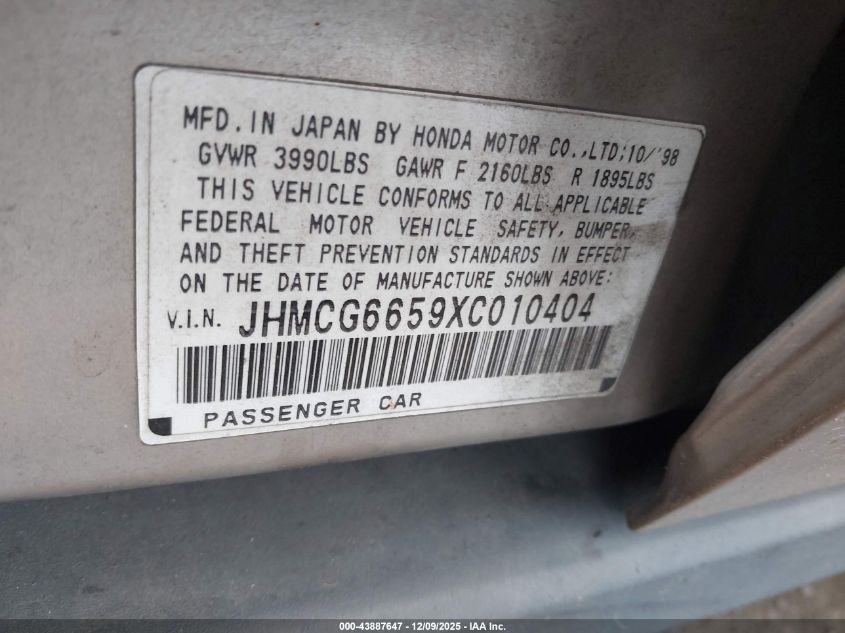 MFD. IN JAPAN BY HONDA MOTOR CO., LTD; 10/'98
GVWR 3990LBS GAWR F 2160LBS R 1895LBS
THIS VEHICLE CONFORMS TO ALL APPLICABLE
FEDERAL MOTOR VEHICLE SAFETY, BUMPER,
AND THEFT PREVENTION STANDARDS IN EFFECT
ON THE DATE OF MANUFACTURE SHOWN ABOVE:
V.I.N. JHMCG6659XC010404
PASSENGER CAR
000-43887647 - 12/09/2025 - IAA Inc.